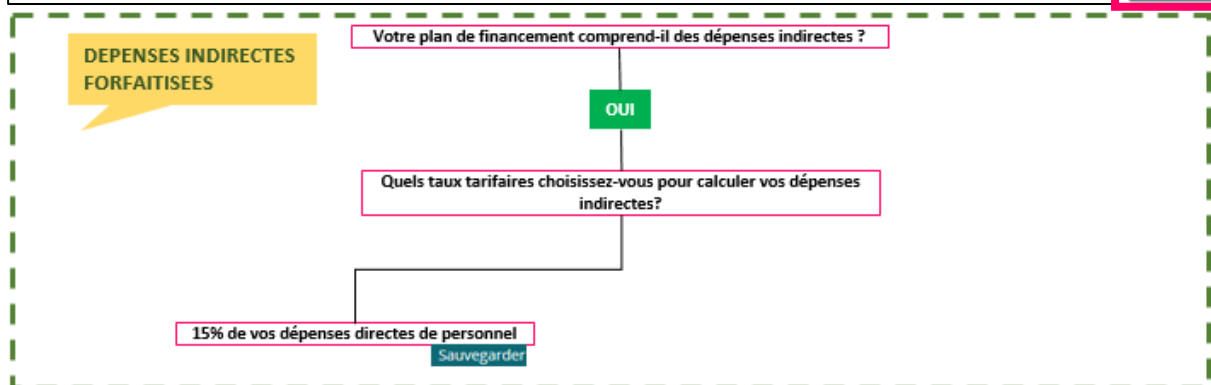 Votre plan de financement comprend-il des dépenses indirectes ?
DEPENSES INDIRECTES
FORFAITISEES
OUI
Quels taux tarifaires choisissez-vous pour calculer vos dépenses
indirectes?
15% de vos dépenses directes de personnel
Sauvegarder